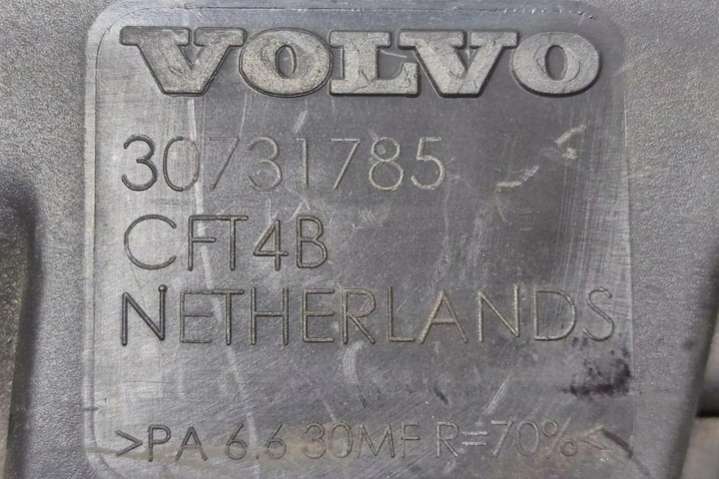 VOLVO
30731785
CFT4B
NETHERLANDS
>PA 6.6 30MF R=70%<